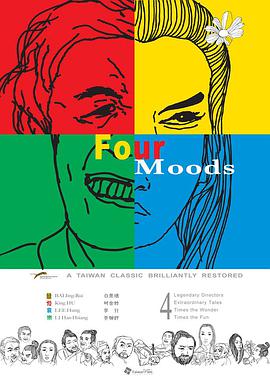 Four
Moods
A TAIWAN CLASSIC BRILLIANTLY RESTORED
喜 BAI Jing-Rui 白景瑞
怒 King HU 胡金銓
哀 LEE Hsing 李行
樂 LI Han-Hsiang 李翰祥
4
Legendary Directors
Extraordinary Tales
Times the Wonder
Times the Fun